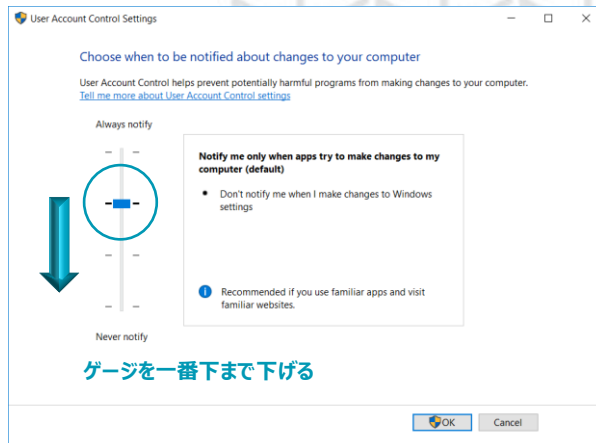 User Account Control Settings
Choose when to be notified about changes to your computer
User Account Control helps prevent potentially harmful programs from making changes to your computer.
Tell me more about User Account Control settings
Always notify
Notify me only when apps try to make changes to my
computer (default)
• Don't notify me when I make changes to Windows
settings
Recommended if you use familiar apps and visit
familiar websites.
Never notify
ゲージを一番下まで下げる
OK
Cancel